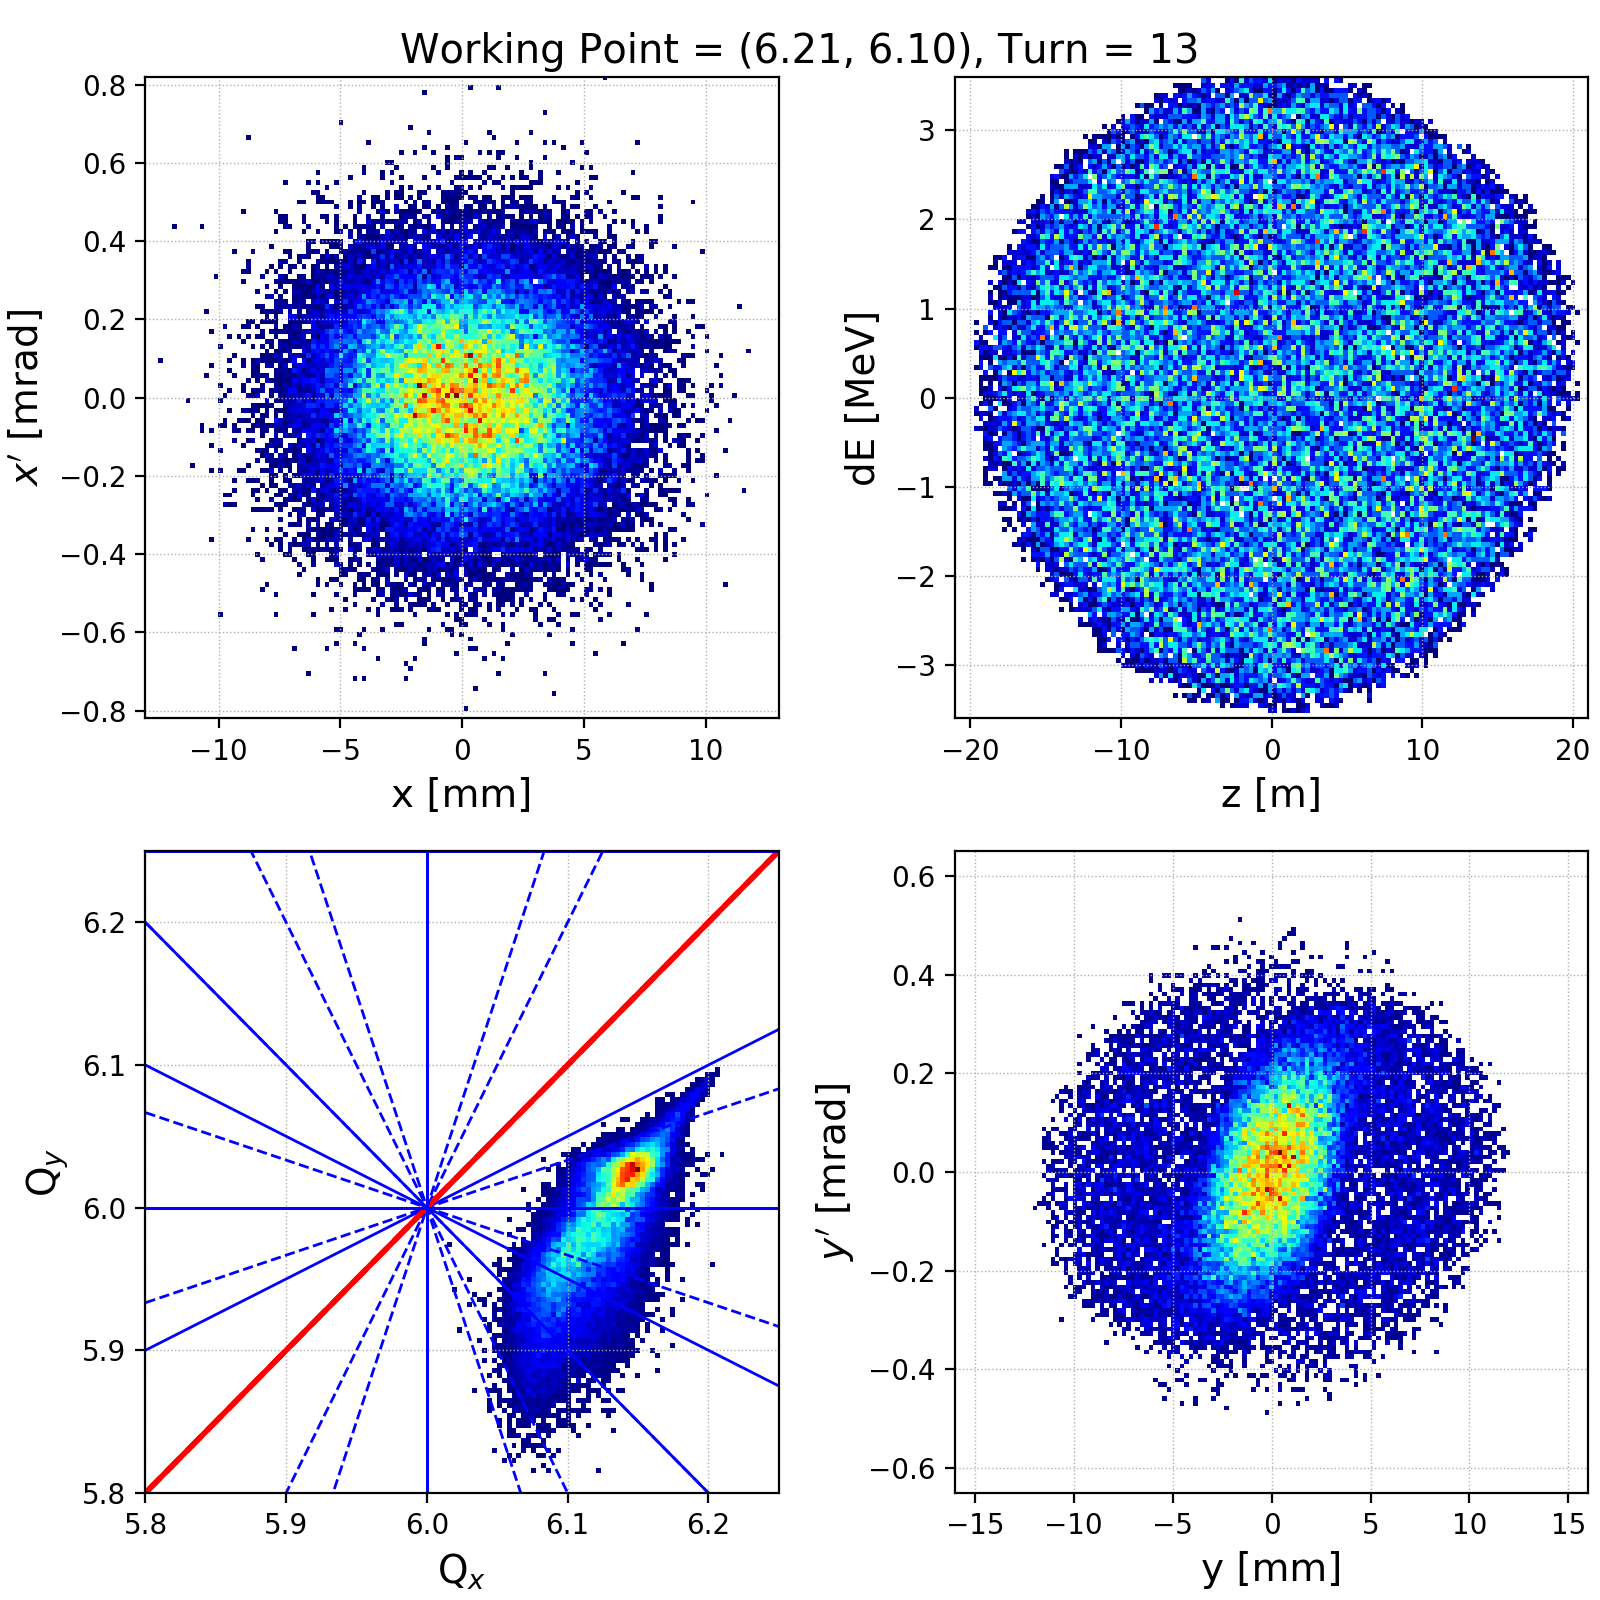 Working Point = (6.21, 6.10), Turn = 13
0.8
0.6
0.4
0.2
0.0
−0.2
−0.4
−0.6
−0.8
x′ [mrad]
−10 −5 0 5 10
x [mm]
3
2
1
0
−1
−2
−3
dE [MeV]
−20 −10 0 10 20
z [m]
6.2
6.1
6.0
5.9
5.8
Qy
5.8 5.9 6.0 6.1 6.2
Qx
0.6
0.4
0.2
0.0
−0.2
−0.4
−0.6
y′ [mrad]
−15 −10 −5 0 5 10 15
y [mm]